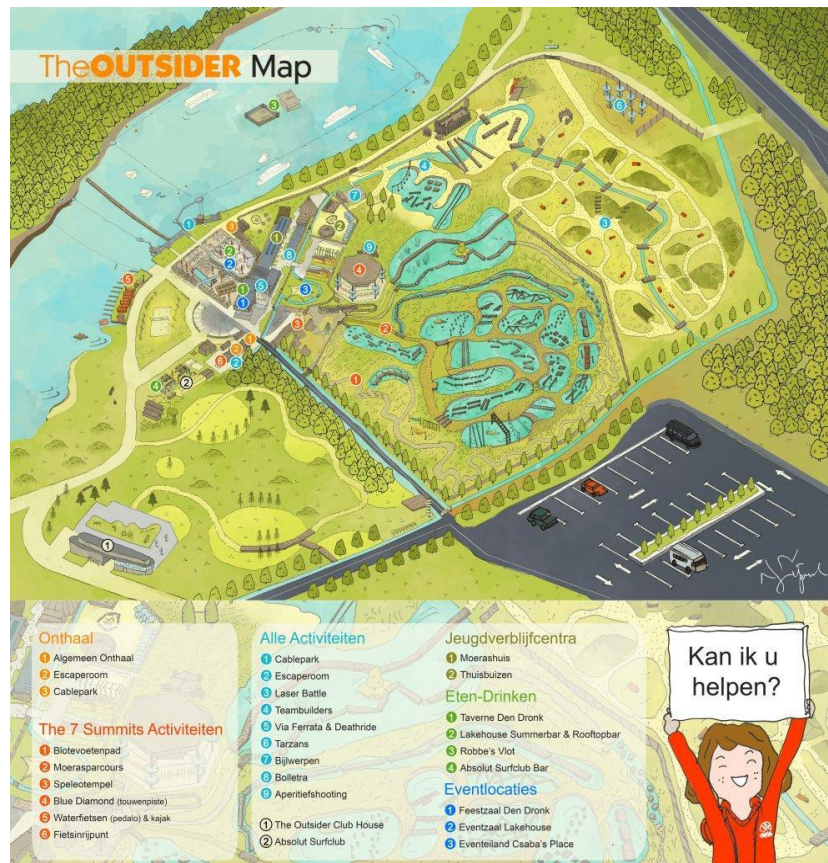 TheOUTSIDER Map
Onthaal
1 Algemeen Onthaal
2 Escaperoom
3 Cablepark
The 7 Summits Activiteiten
1 Blotevoetenpad
2 Moerasparcours
3 Speleotempel
4 Blue Diamond (touwenpiste)
5 Waterfietsen (pedalo) & kajak
6 Fietsinrijpunt
Alle Activiteiten
1 Cablepark
2 Escaperoom
3 Laser Battle
4 Teambuilders
5 Via Ferrata & Deathride
6 Tarzans
7 Bijlwerpen
8 Bolletra
9 Aperitiefshooting
1 The Outsider Club House
2 Absolut Surfclub
Jeugdverblijfcentra
1 Moerashuis
2 Thuisbuizen
Eten-Drinken
1 Taverne Den Dronk
2 Lakehouse Summerbar & Rooftopbar
3 Robbe's Vlot
4 Absolut Surfclub Bar
Eventlocaties
1 Feestzaal Den Dronk
2 Eventzaal Lakehouse
3 Eventeiland Csaba's Place
Kan ik u
helpen?